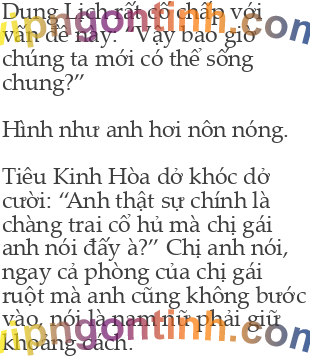 Dung Lịch rất cố chấp với
vấn đề này: “Vậy bao giờ
chúng ta mới có thể sống
chung?”
Hình như anh hơi nôn nóng.
Tiêu Kinh Hòa dở khóc dở
cười: “Anh thật sự chính là
chàng trai cổ hủ mà chị gái
anh nói đấy à?” Chị anh nói,
ngay cả phòng của chị gái
ruột mà anh cũng không bước
vào, nói là nam nữ phải giữ
khoảng cách.
vipngontinh.com
vipngontinh.com